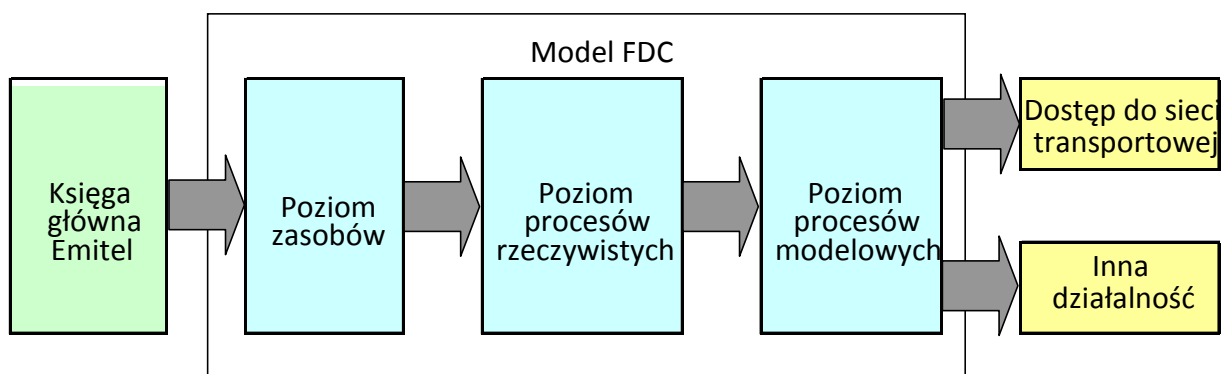 Model FDC
Księga
główna
Emitel
Poziom
zasobów
Poziom
procesów
rzeczywistych
Poziom
procesów
modelowych
Dostęp do sieci
transportowej
Inna
działalność